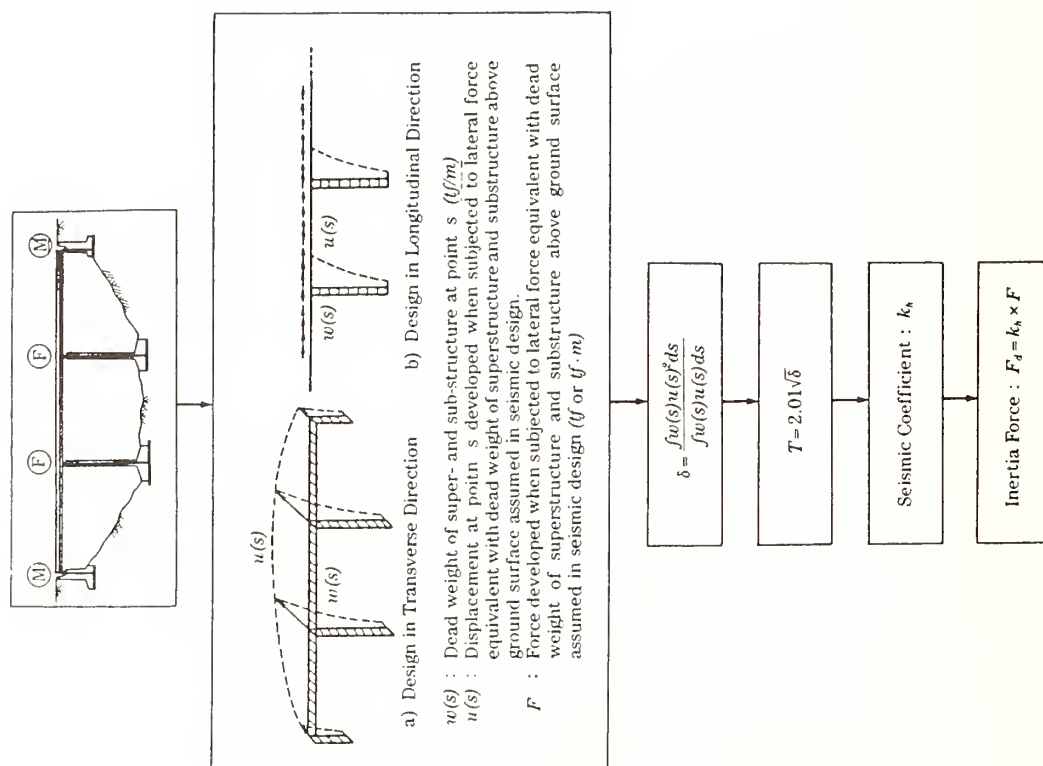 M
F
F
M
u(s)
w(s)
a) Design in Transverse Direction
w(s)
u(s)
b) Design in Longitudinal Direction
w(s) : Dead weight of super- and sub-structure at point s (tf/m)
u(s) : Displacement at poitn s developed when subjected to lateral force
equivalent with dead weight of superstructure and substructure above
ground surface assumed in seismic design.
F : Force developed when subjected to lateral force equivalent with dead
weight of superstructure and substructure above ground surface
assumed in seismic design (tf or tf·m)
δ = ∫w(s)u(s)²ds / ∫w(s)u(s)ds
T=2.01√δ
Seismic Coefficient : kₕ
Inertia Force : F_d = kₕ × F